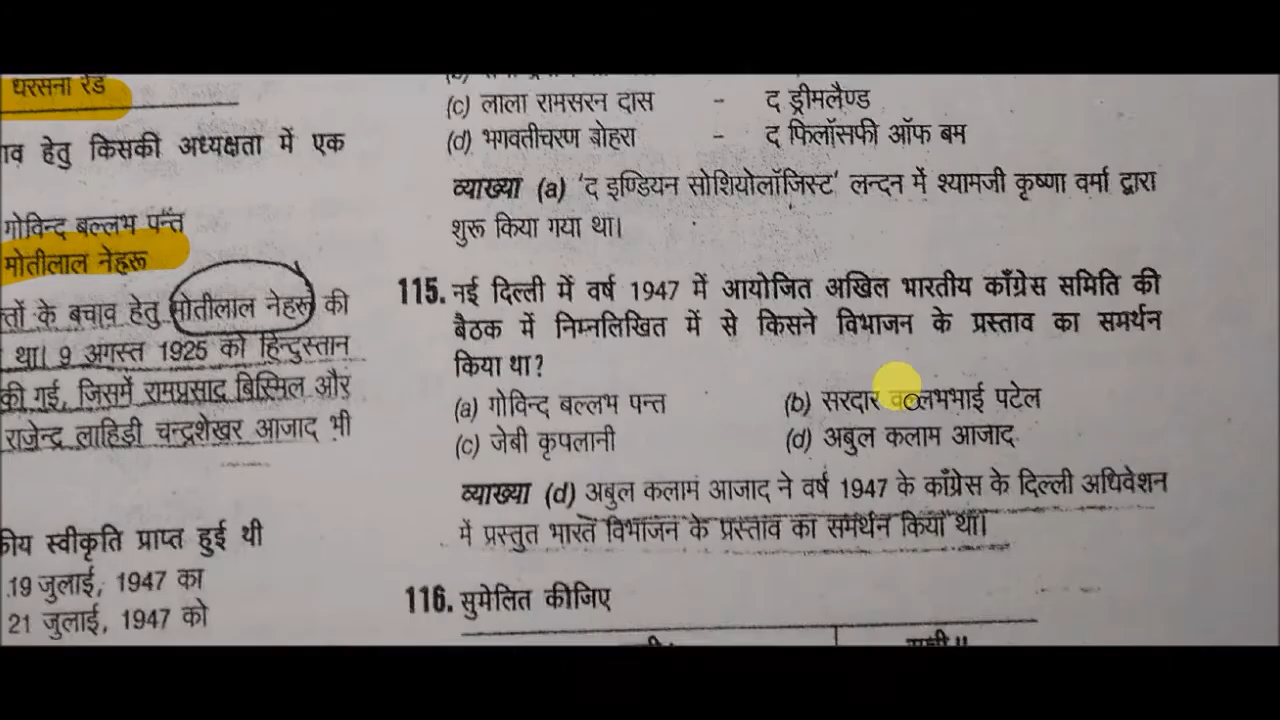 धरसना रेड
ाव हेतु किसकी अध्यक्षता में एक
गोविन्द बल्लभ पन्त
मोतीलाल नेहरू
तों के बचाव हेतु मोतीलाल नेहरू की
था। 9 अगस्त 1925 को हिन्दुस्तान
की गई, जिसमें रामप्रसाद बिस्मिल और
राजेन्द्र लाहिड़ी चन्द्रशेखर आजाद भी
ीय स्वीकृति प्राप्त हुई थी
19 जुलाई, 1947 का
21 जुलाई, 1947 को
(c) लाला रामसरन दास - द ड्रीमलैण्ड
(d) भगवतीचरण बोहरा - द फिलॉसफी ऑफ बम
व्याख्या (a) 'द इण्डियन सोशियोलॉजिस्ट' लन्दन में श्यामजी कृष्णा वर्मा द्वारा
शुरू किया गया था।
115. नई दिल्ली में वर्ष 1947 में आयोजित अखिल भारतीय काँग्रेस समिति की
बैठक में निम्नलिखित में से किसने विभाजन के प्रस्ताव का समर्थन
किया था?
(a) गोविन्द बल्लभ पन्त (b) सरदार वल्लभभाई पटेल
(c) जेबी कृपलानी (d) अबुल कलाम आजाद
व्याख्या (d) अबुल कलाम आजाद ने वर्ष 1947 के काँग्रेस के दिल्ली अधिवेशन
में प्रस्तुत भारत विभाजन के प्रस्ताव का समर्थन किया था।
116. सुमेलित कीजिए